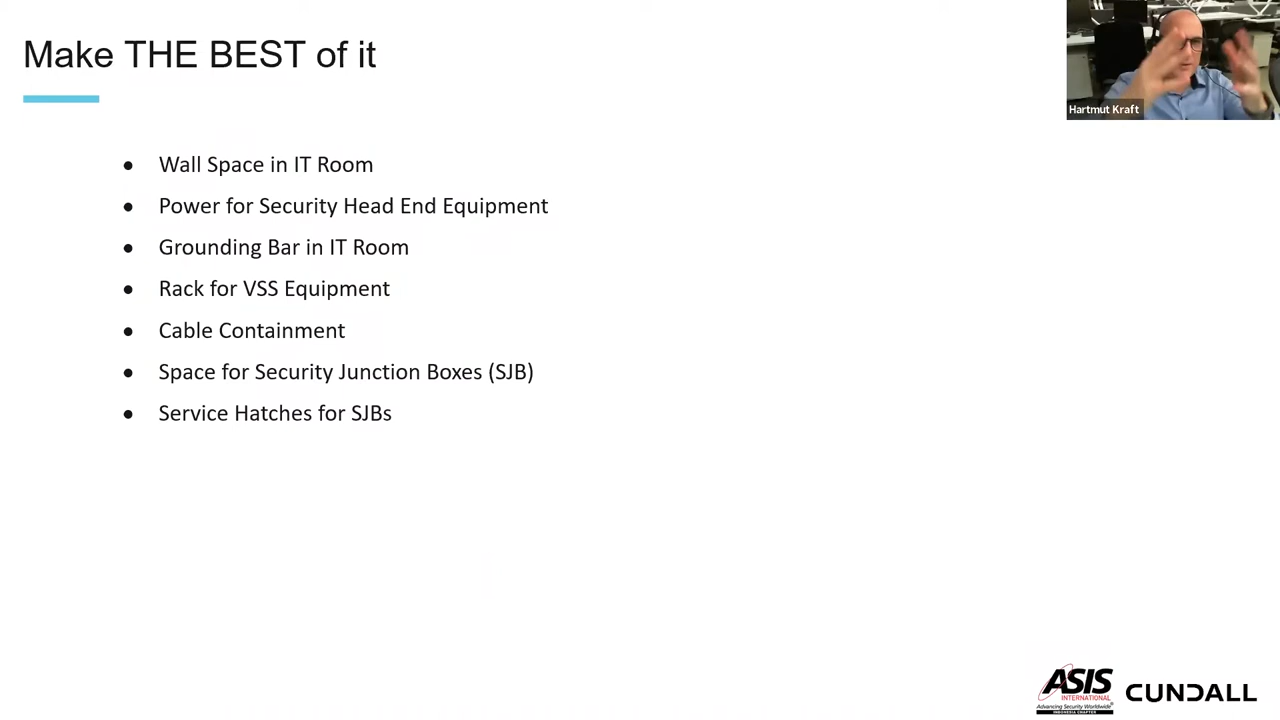 Make THE BEST of it
Hartmut Kraft
● Wall Space in IT Room
● Power for Security Head End Equipment
● Grounding Bar in IT Room
● Rack for VSS Equipment
● Cable Containment
● Space for Security Junction Boxes (SJB)
● Service Hatches for SJBs
ASIS
INTERNATIONAL
Advancing Security Worldwide®
INDONESIA CHAPTER
CUNDALL